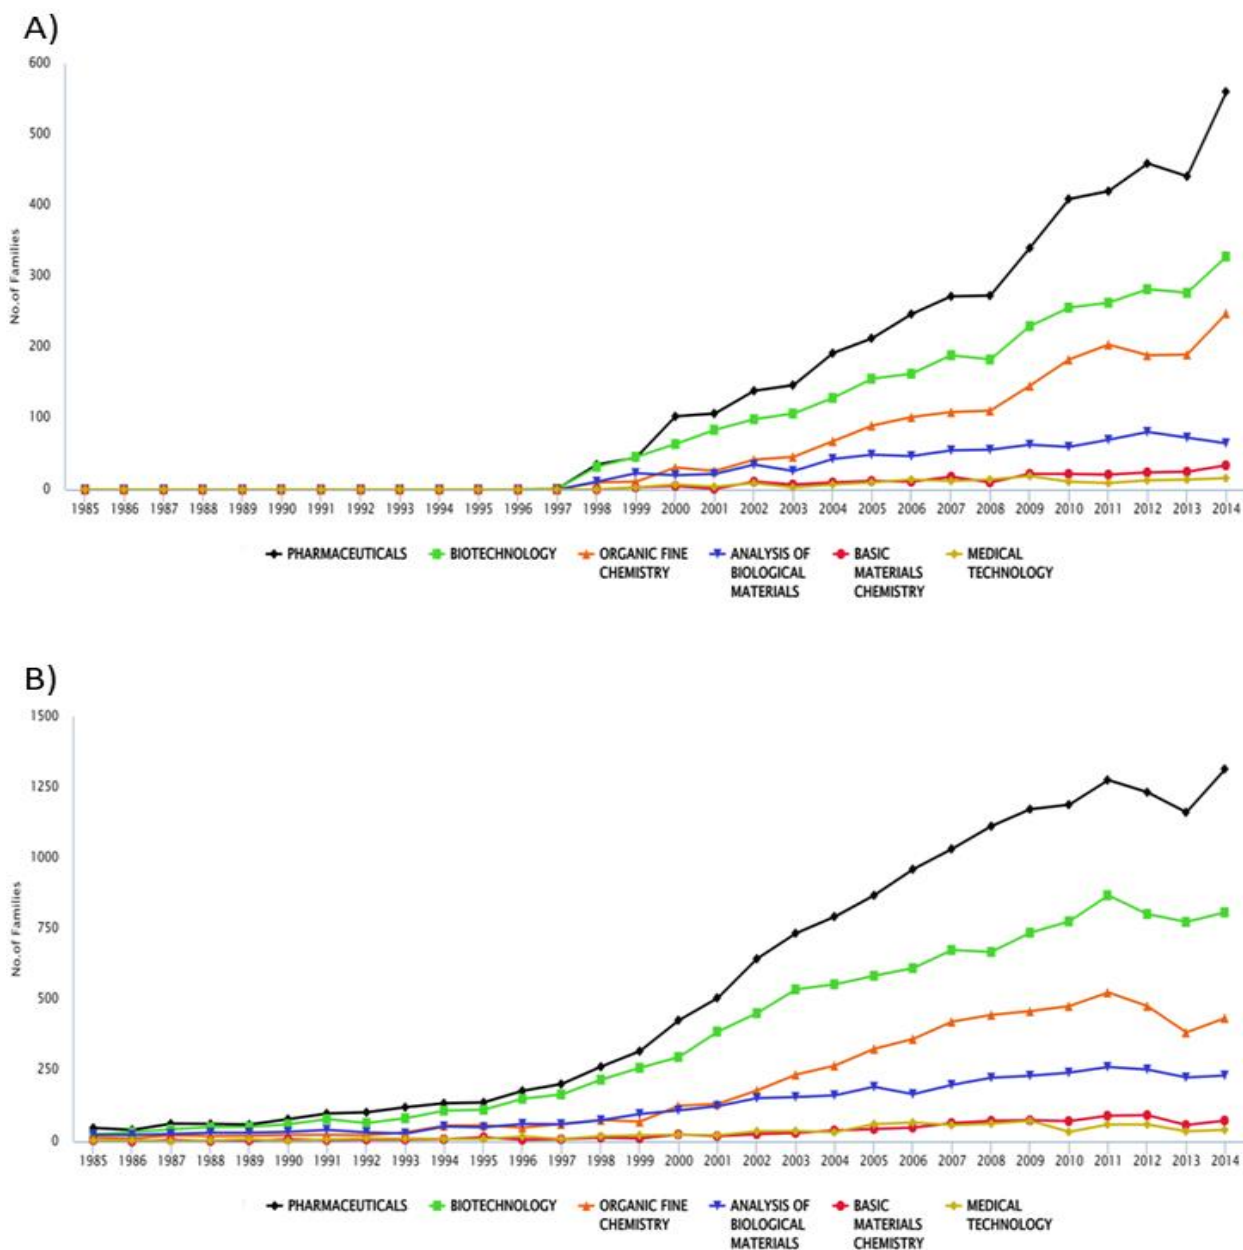 A)
600
500
400
300
200
100
0
No.of Families
1985 1986 1987 1988 1989 1990 1991 1992 1993 1994 1995 1996 1997 1998 1999 2000 2001 2002 2003 2004 2005 2006 2007 2008 2009 2010 2011 2012 2013 2014
PHARMACEUTICALS BIOTECHNOLOGY ORGANIC FINE ANALYSIS OF BASIC MEDICAL
CHEMISTRY BIOLOGICAL MATERIALS TECHNOLOGY
MATERIALS CHEMISTRY
B)
1500
1250
1000
750
500
250
0
No.of Families
1985 1986 1987 1988 1989 1990 1991 1992 1993 1994 1995 1996 1997 1998 1999 2000 2001 2002 2003 2004 2005 2006 2007 2008 2009 2010 2011 2012 2013 2014
PHARMACEUTICALS BIOTECHNOLOGY ORGANIC FINE ANALYSIS OF BASIC MEDICAL
CHEMISTRY BIOLOGICAL MATERIALS TECHNOLOGY
MATERIALS CHEMISTRY